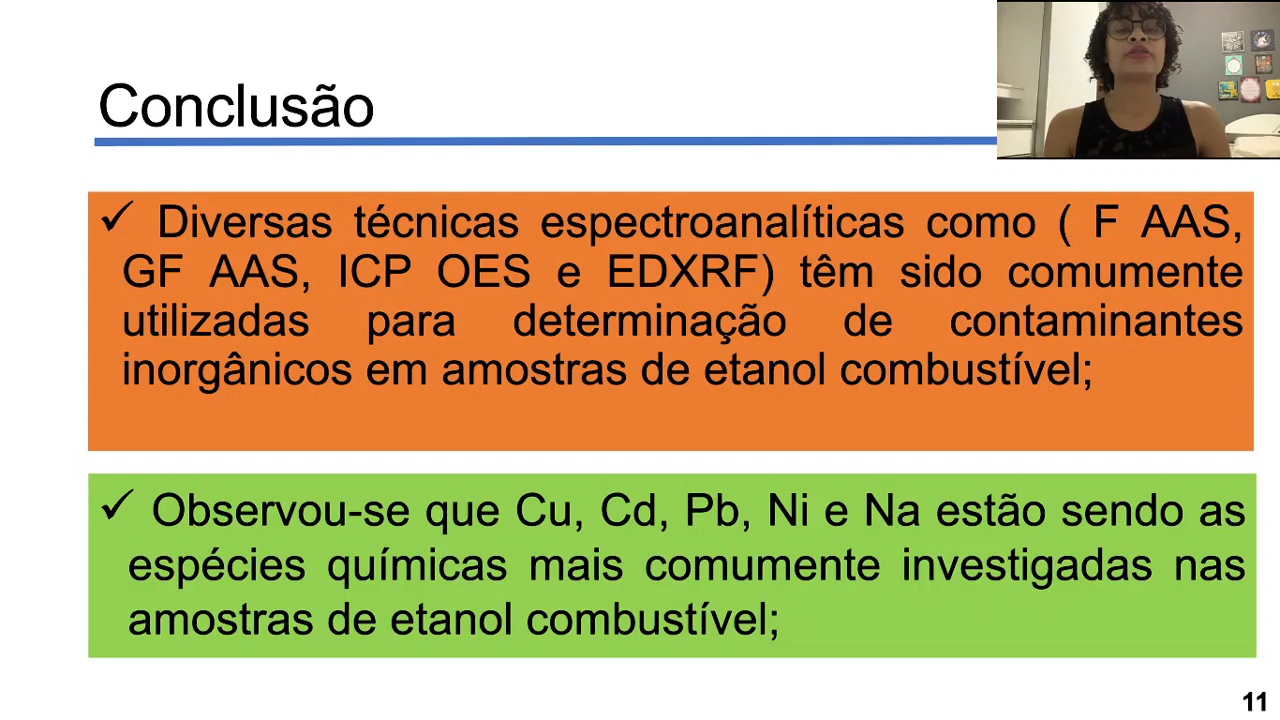 Conclusão
✓ Diversas técnicas espectroanalíticas como ( F AAS,
GF AAS, ICP OES e EDXRF) têm sido comumente
utilizadas para determinação de contaminantes
inorgânicos em amostras de etanol combustível;
✓ Observou-se que Cu, Cd, Pb, Ni e Na estão sendo as
espécies químicas mais comumente investigadas nas
amostras de etanol combustível;
11